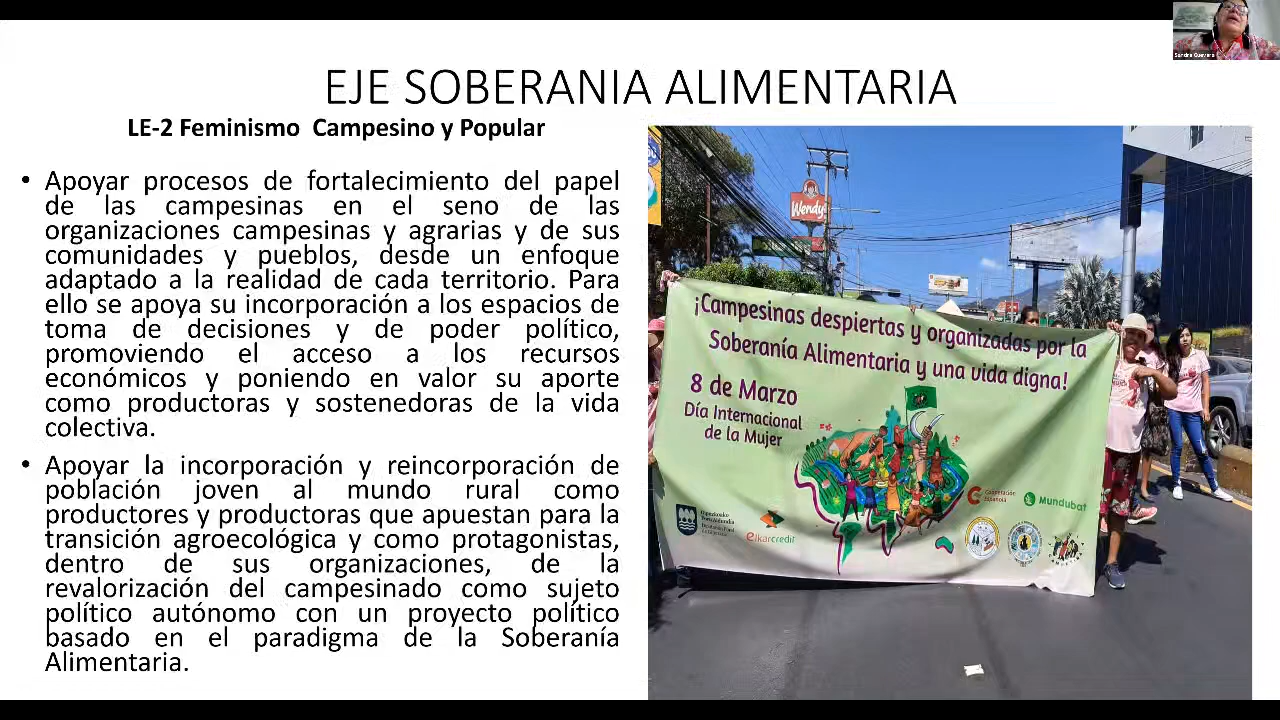 EJE SOBERANIA ALIMENTARIA
LE-2 Feminismo Campesino y Popular
• Apoyar procesos de fortalecimiento del papel
de las campesinas en el seno de las
organizaciones campesinas y agrarias y de sus
comunidades y pueblos, desde un enfoque
adaptado a la realidad de cada territorio. Para
ello se apoya su incorporación a los espacios de
toma de decisiones y de poder político,
promoviendo el acceso a los recursos
económicos y poniendo en valor su aporte
como productoras y sostenedoras de la vida
colectiva.
• Apoyar la incorporación y reincorporación de
población joven al mundo rural como
productores y productoras que apuestan para la
transición agroecológica y como protagonistas,
dentro de sus organizaciones, de la
revalorización del campesinado como sujeto
político autónomo con un proyecto político
basado en el paradigma de la Soberanía
Alimentaria.
Sandra Guevara
Wendy's
¡Campesinas despiertas y organizadas por la
Soberanía Alimentaria y una vida digna!
8 de Marzo
Día Internacional
de la Mujer
Cooperación
Española
Mundubat
Gipuzkoako
Foru Aldundia
elkarcredit